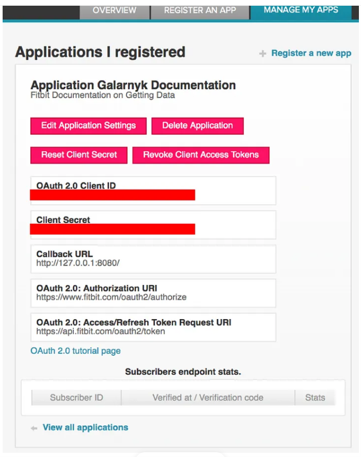 OVERVIEW
REGISTER AN APP
MANAGE MY APPS
Applications I registered
+ Register a new app
Application Galarnyk Documentation
Fitbit Documentation on Getting Data
Edit Application Settings
Delete Application
Reset Client Secret
Revoke Client Access Tokens
OAuth 2.0 Client ID
Client Secret
Callback URL
http://127.0.0.1:8080/
OAuth 2.0: Authorization URI
https://www.fitbit.com/oauth2/authorize
OAuth 2.0: Access/Refresh Token Request URI
https://api.fitbit.com/oauth2/token
OAuth 2.0 tutorial page
Subscribers endpoint stats.
Subscriber ID
Verified at / Verification code
Stats
← View all applications